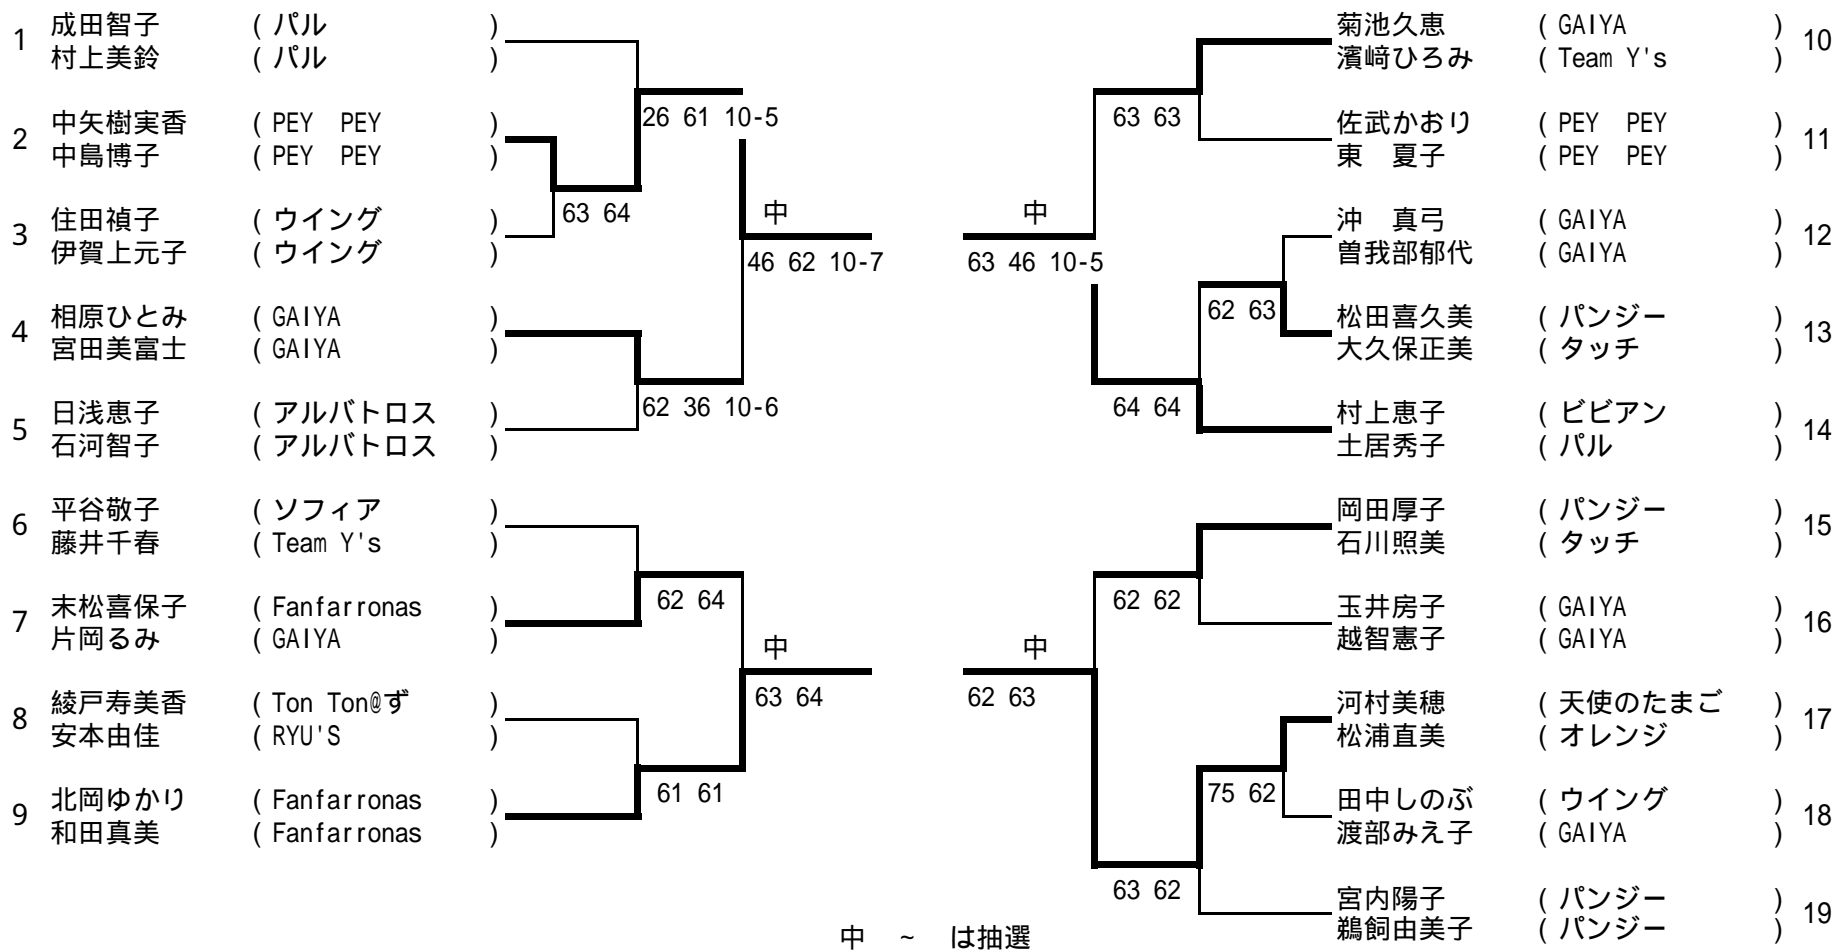 1 成田智子 ( パル )
村上美鈴 ( パル )
26 61 10-5
2 中矢樹実香 ( PEY PEY )
中島博子 ( PEY PEY )
63 64
3 住田禎子 ( ウイング )
伊賀上元子 ( ウイング )
中
46 62 10-7
4 相原ひとみ ( GAIYA )
宮田美富士 ( GAIYA )
62 36 10-6
5 日浅恵子 ( アルバトロス )
石河智子 ( アルバトロス )
6 平谷敬子 ( ソフィア )
藤井千春 ( Team Y's )
62 64
7 末松喜保子 ( Fanfarronas )
片岡るみ ( GAIYA )
中
63 64
8 綾戸寿美香 ( Ton Ton@ず )
安本由佳 ( RYU'S )
61 61
9 北岡ゆかり ( Fanfarronas )
和田真美 ( Fanfarronas )
菊池久恵 ( GAIYA ) 10
濱﨑ひろみ ( Team Y's )
63 63
佐武かおり ( PEY PEY ) 11
東 夏子 ( PEY PEY )
中
63 46 10-5
沖 真弓 ( GAIYA ) 12
曽我部郁代 ( GAIYA )
62 63
松田喜久美 ( パンジー ) 13
大久保正美 ( タッチ )
64 64
村上恵子 ( ビビアン ) 14
土居秀子 ( パル )
岡田厚子 ( パンジー ) 15
石川照美 ( タッチ )
62 62
玉井房子 ( GAIYA ) 16
越智憲子 ( GAIYA )
中
62 63
河村美穂 ( 天使のたまご ) 17
松浦直美 ( オレンジ )
75 62
田中しのぶ ( ウイング ) 18
渡部みえ子 ( GAIYA )
63 62
宮内陽子 ( パンジー ) 19
鵜飼由美子 ( パンジー )
中 ~ は抽選